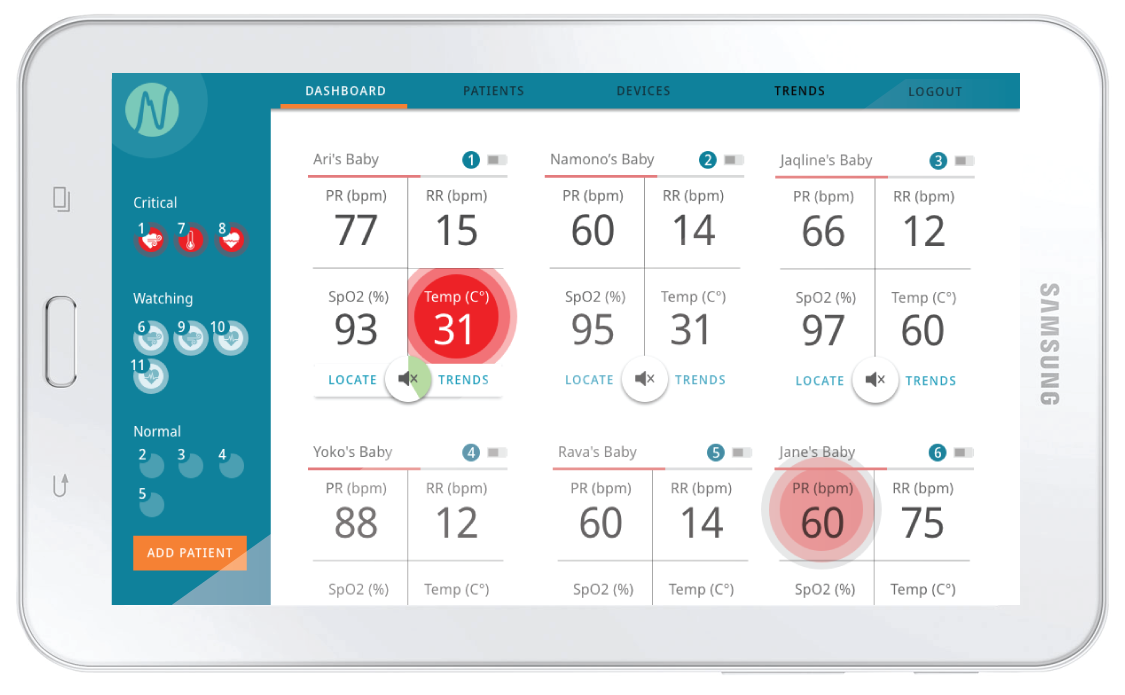 DASHBOARD PATIENTS DEVICES TRENDS LOGOUT
N
Critical
1 7 8
Watching
6 9 10
11
Normal
2 3 4
5
ADD PATIENT
Ari's Baby 1
PR (bpm) RR (bpm)
77 15
SpO2 (%) Temp (C°)
93 31
LOCATE TRENDS
Namono's Baby 2
PR (bpm) RR (bpm)
60 14
SpO2 (%) Temp (C°)
95 31
LOCATE TRENDS
Jaqline's Baby 3
PR (bpm) RR (bpm)
66 12
SpO2 (%) Temp (C°)
97 60
LOCATE TRENDS
Yoko's Baby 4
PR (bpm) RR (bpm)
88 12
SpO2 (%) Temp (C°)
Rava's Baby 5
PR (bpm) RR (bpm)
60 14
SpO2 (%) Temp (C°)
Jane's Baby 6
PR (bpm) RR (bpm)
60 75
SpO2 (%) Temp (C°)
SAMSUNG